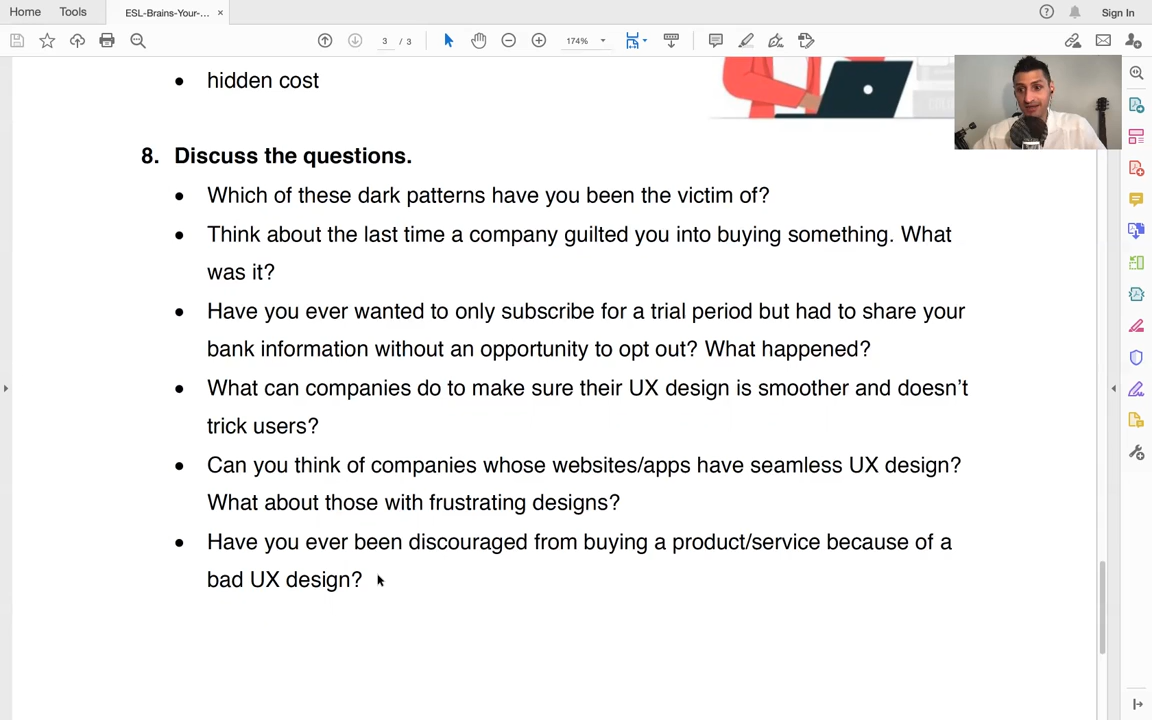 Home Tools ESL-Brains-Your-... × Sign In
3 / 3 174%
• hidden cost
8. Discuss the questions.
• Which of these dark patterns have you been the victim of?
• Think about the last time a company guilted you into buying something. What
was it?
• Have you ever wanted to only subscribe for a trial period but had to share your
bank information without an opportunity to opt out? What happened?
• What can companies do to make sure their UX design is smoother and doesn’t
trick users?
• Can you think of companies whose websites/apps have seamless UX design?
What about those with frustrating designs?
• Have you ever been discouraged from buying a product/service because of a
bad UX design?